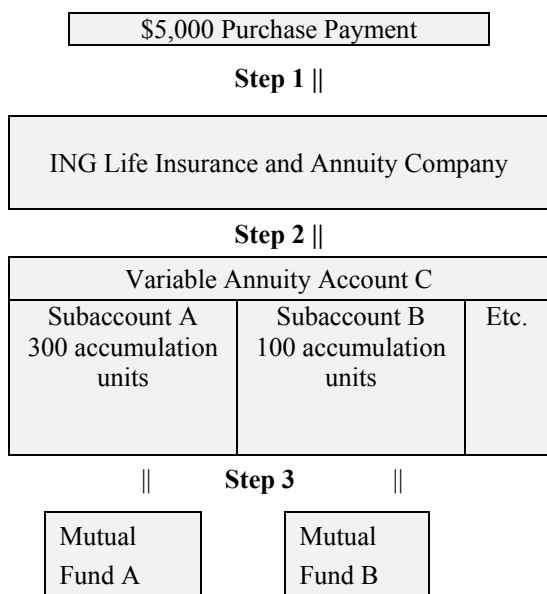 $5,000 Purchase Payment
Step 1 ||
ING Life Insurance and Annuity Company
Step 2 ||
Variable Annuity Account C
Subaccount A
300 accumulation
units
Subaccount B
100 accumulation
units
Etc.
|| Step 3 ||
Mutual
Fund A
Mutual
Fund B